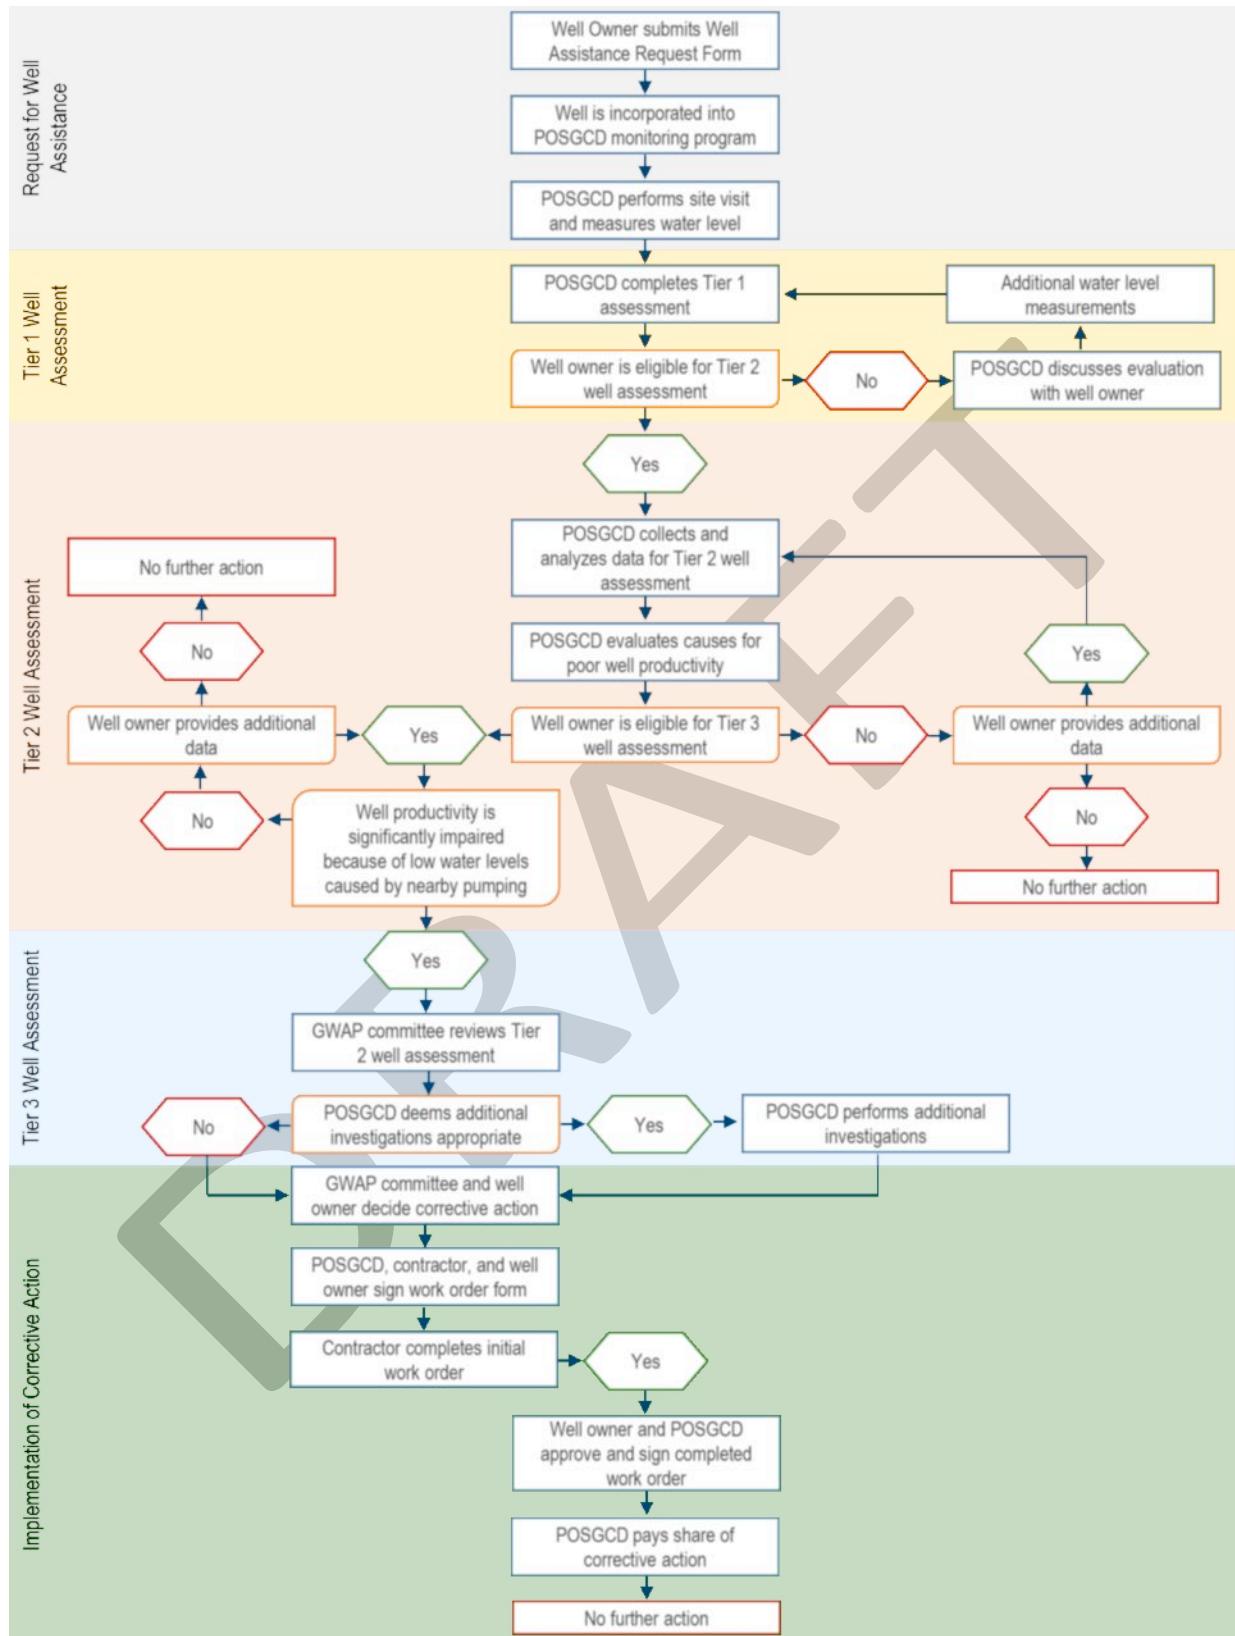 Request for Well
Assistance
Well Owner submits Well
Assistance Request Form
Well is incorporated into
POSGCD monitoring program
POSGCD performs site visit
and measures water level
Tier 1 Well
Assessment
POSGCD completes Tier 1
assessment
Additional water level
measurements
Well owner is eligible for Tier 2
well assessment
No
POSGCD discusses evaluation
with well owner
Tier 2 Well Assessment
Yes
POSGCD collects and
analyzes data for Tier 2 well
assessment
No further action
POSGCD evaluates causes for
poor well productivity
No
Yes
Well owner provides additional
data
Yes
Well owner is eligible for Tier 3
well assessment
No
Well owner provides additional
data
No
Well productivity is
significantly impaired
because of low water levels
caused by nearby pumping
No
No further action
Tier 3 Well Assessment
Yes
GWAP committee reviews Tier
2 well assessment
No
POSGCD deems additional
investigations appropriate
Yes
POSGCD performs additional
investigations
Implementation of Corrective Action
GWAP committee and well
owner decide corrective action
POSGCD, contractor, and well
owner sign work order form
Contractor completes initial
work order
Yes
Well owner and POSGCD
approve and sign completed
work order
POSGCD pays share of
corrective action
No further action
DRAFT